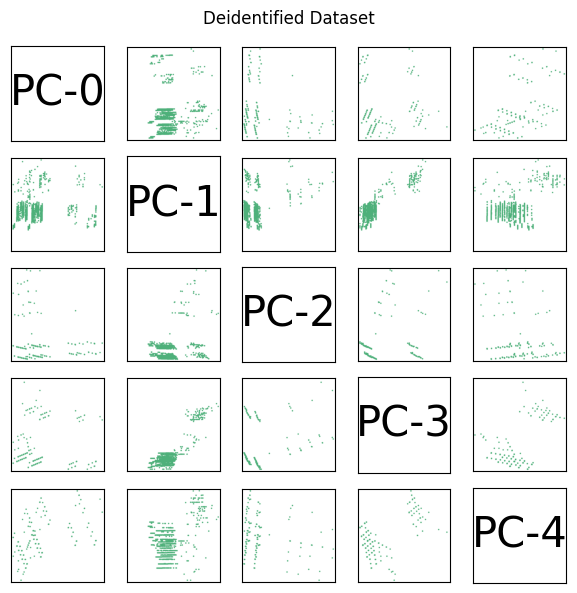 Deidentified Dataset
PC-0
PC-1
PC-2
PC-3
PC-4